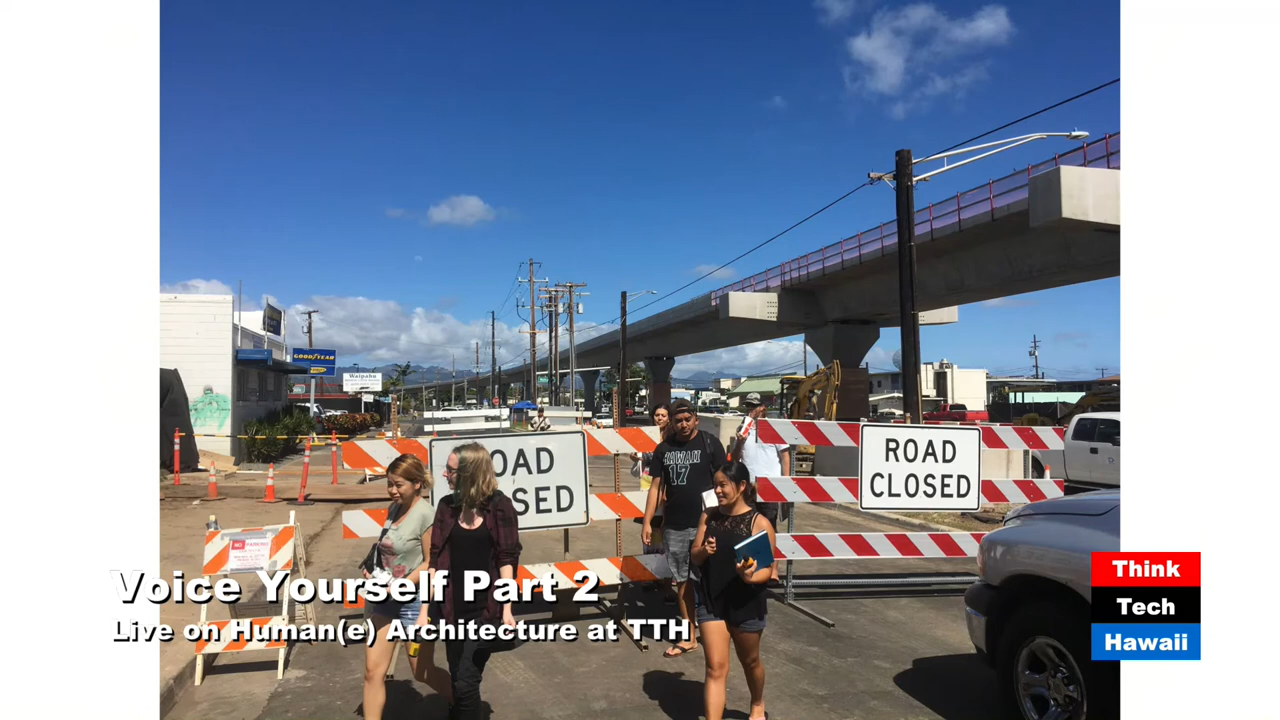 GOODYEAR
Waipahu
ROAD
CLOSED
OAD
SED
HAWAII
17
Voice Yourself Part 2
Live on Human(e) Architecture at TTH
Think
Tech
Hawaii